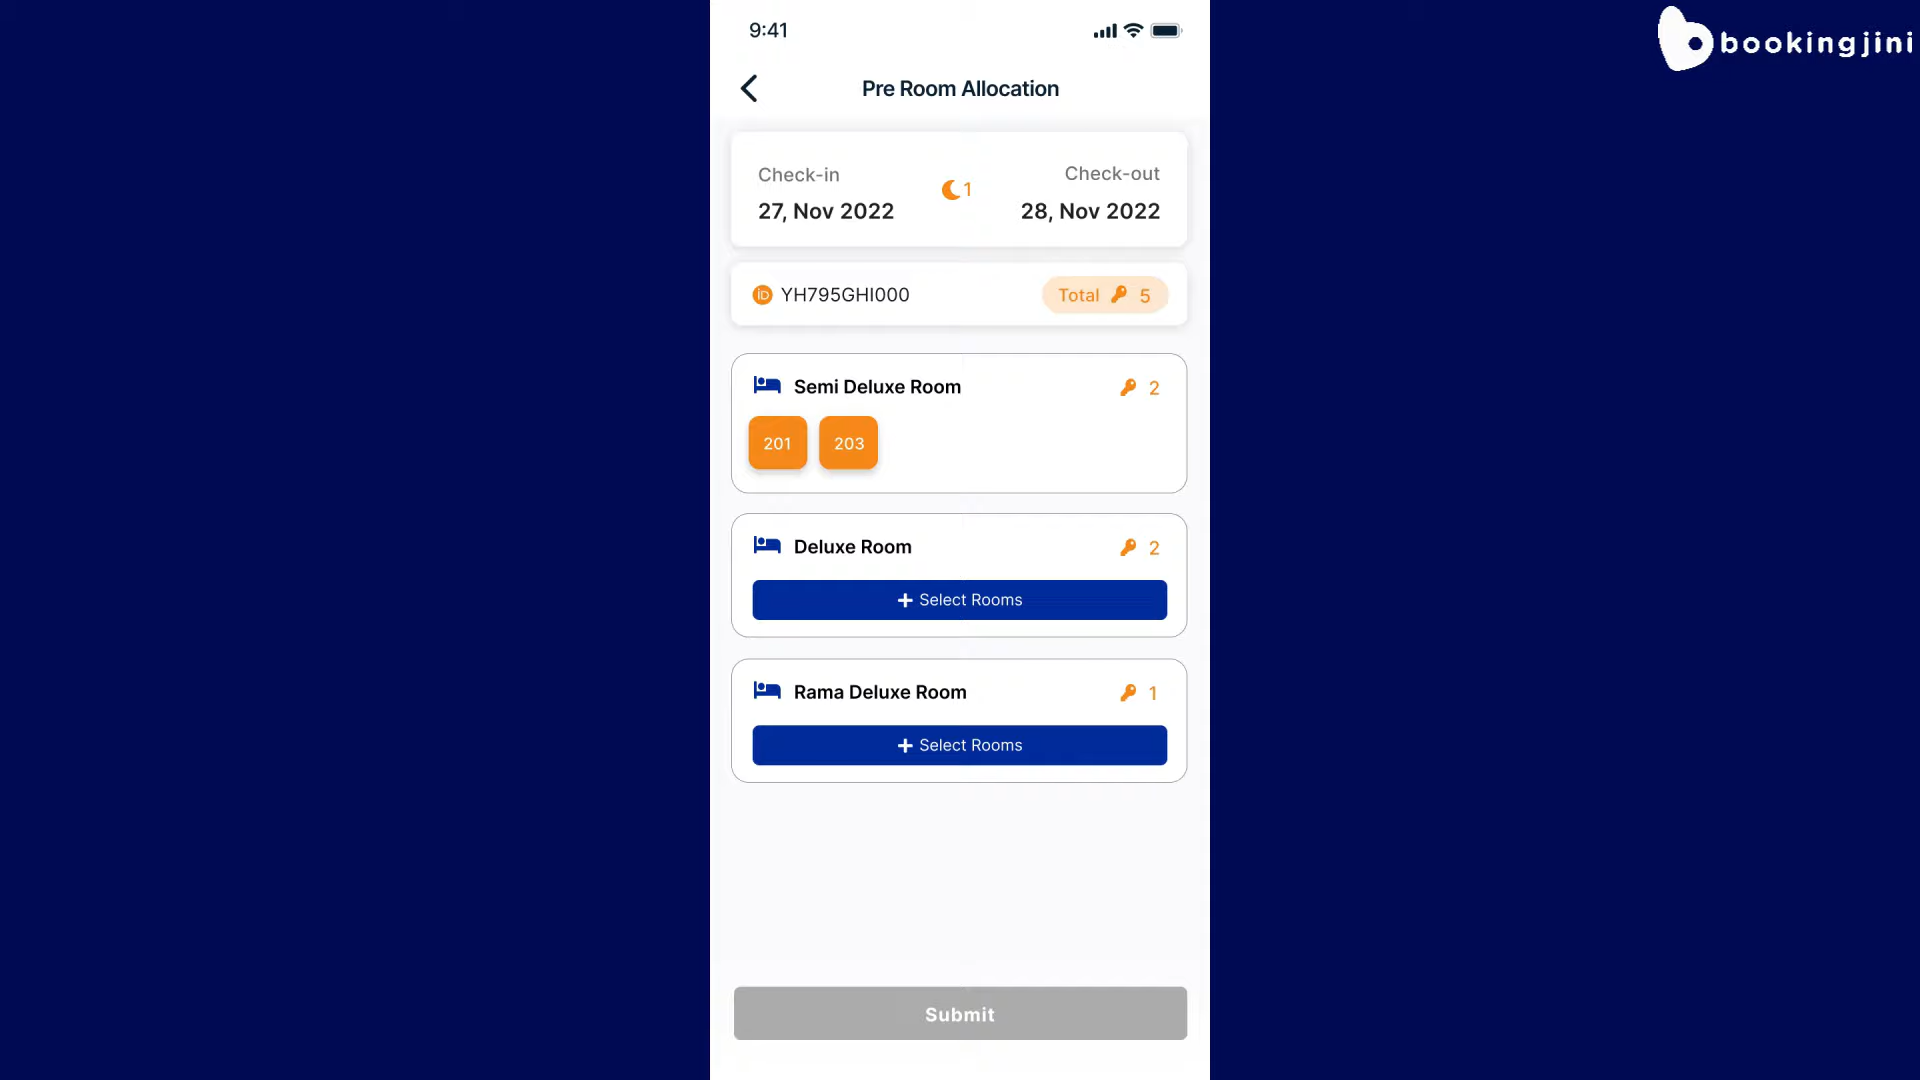 9:41
bookingjini
Pre Room Allocation
Check-in
Check-out
1
27, Nov 2022
28, Nov 2022
iD YH795GHI000
Total 5
Semi Deluxe Room 2
201 203
Deluxe Room 2
+ Select Rooms
Rama Deluxe Room 1
+ Select Rooms
Submit